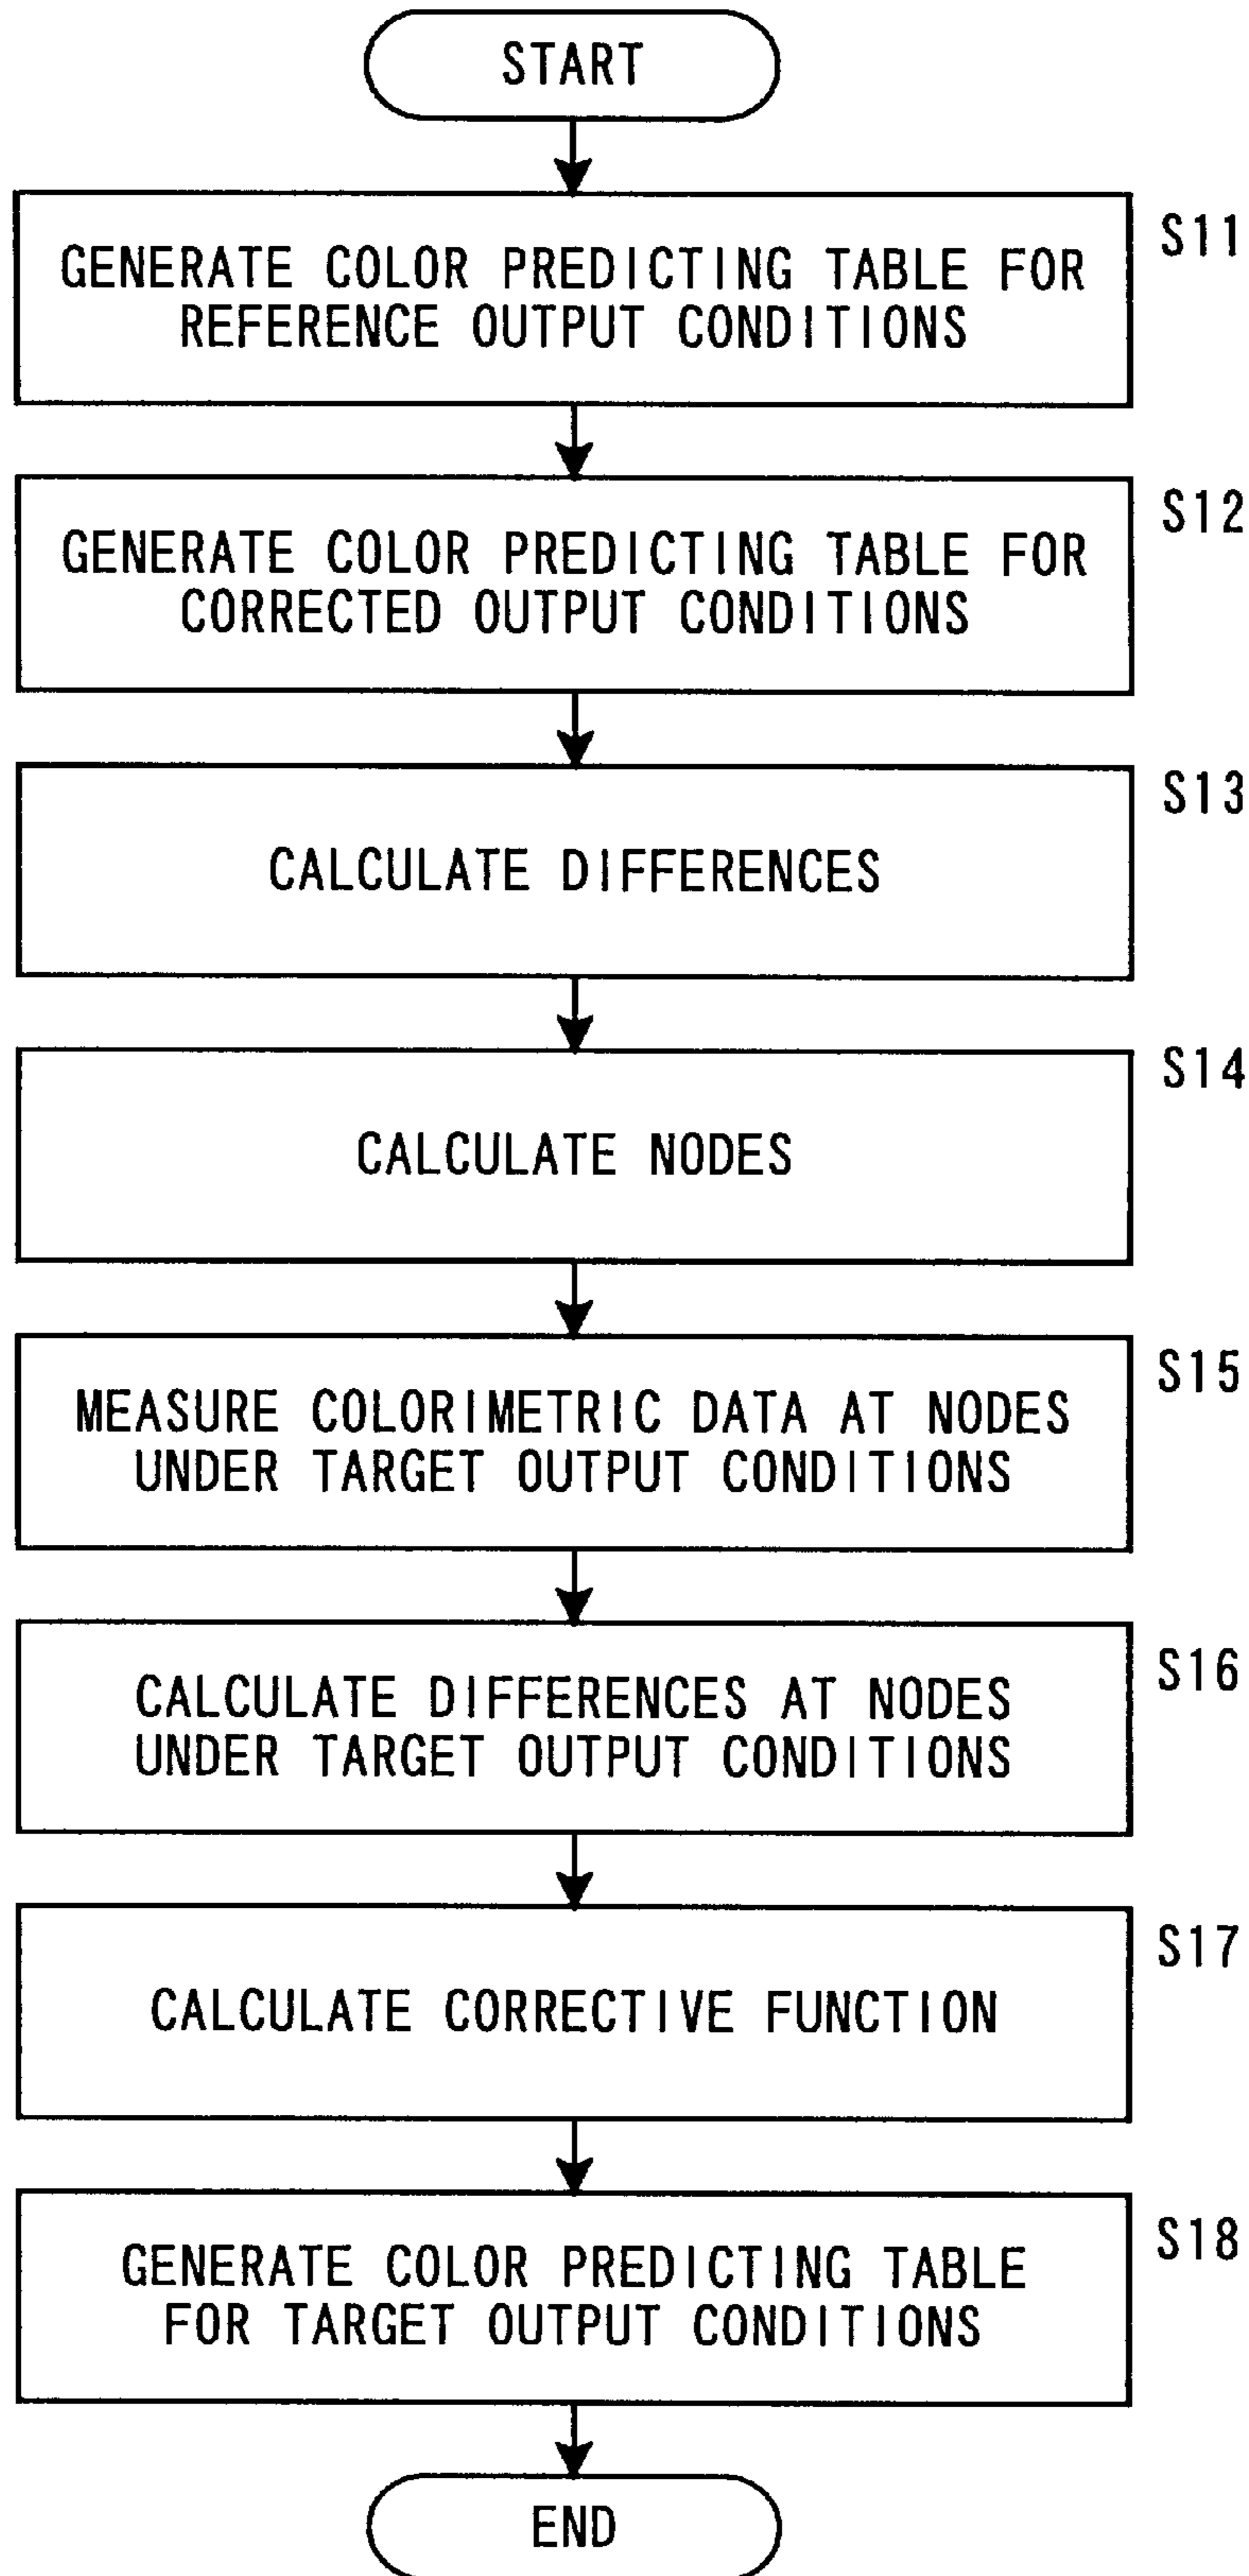 START
S11
GENERATE COLOR PREDICTING TABLE FOR
REFERENCE OUTPUT CONDITIONS
S12
GENERATE COLOR PREDICTING TABLE FOR
CORRECTED OUTPUT CONDITIONS
S13
CALCULATE DIFFERENCES
S14
CALCULATE NODES
S15
MEASURE COLORIMETRIC DATA AT NODES
UNDER TARGET OUTPUT CONDITIONS
S16
CALCULATE DIFFERENCES AT NODES
UNDER TARGET OUTPUT CONDITIONS
S17
CALCULATE CORRECTIVE FUNCTION
S18
GENERATE COLOR PREDICTING TABLE
FOR TARGET OUTPUT CONDITIONS
END